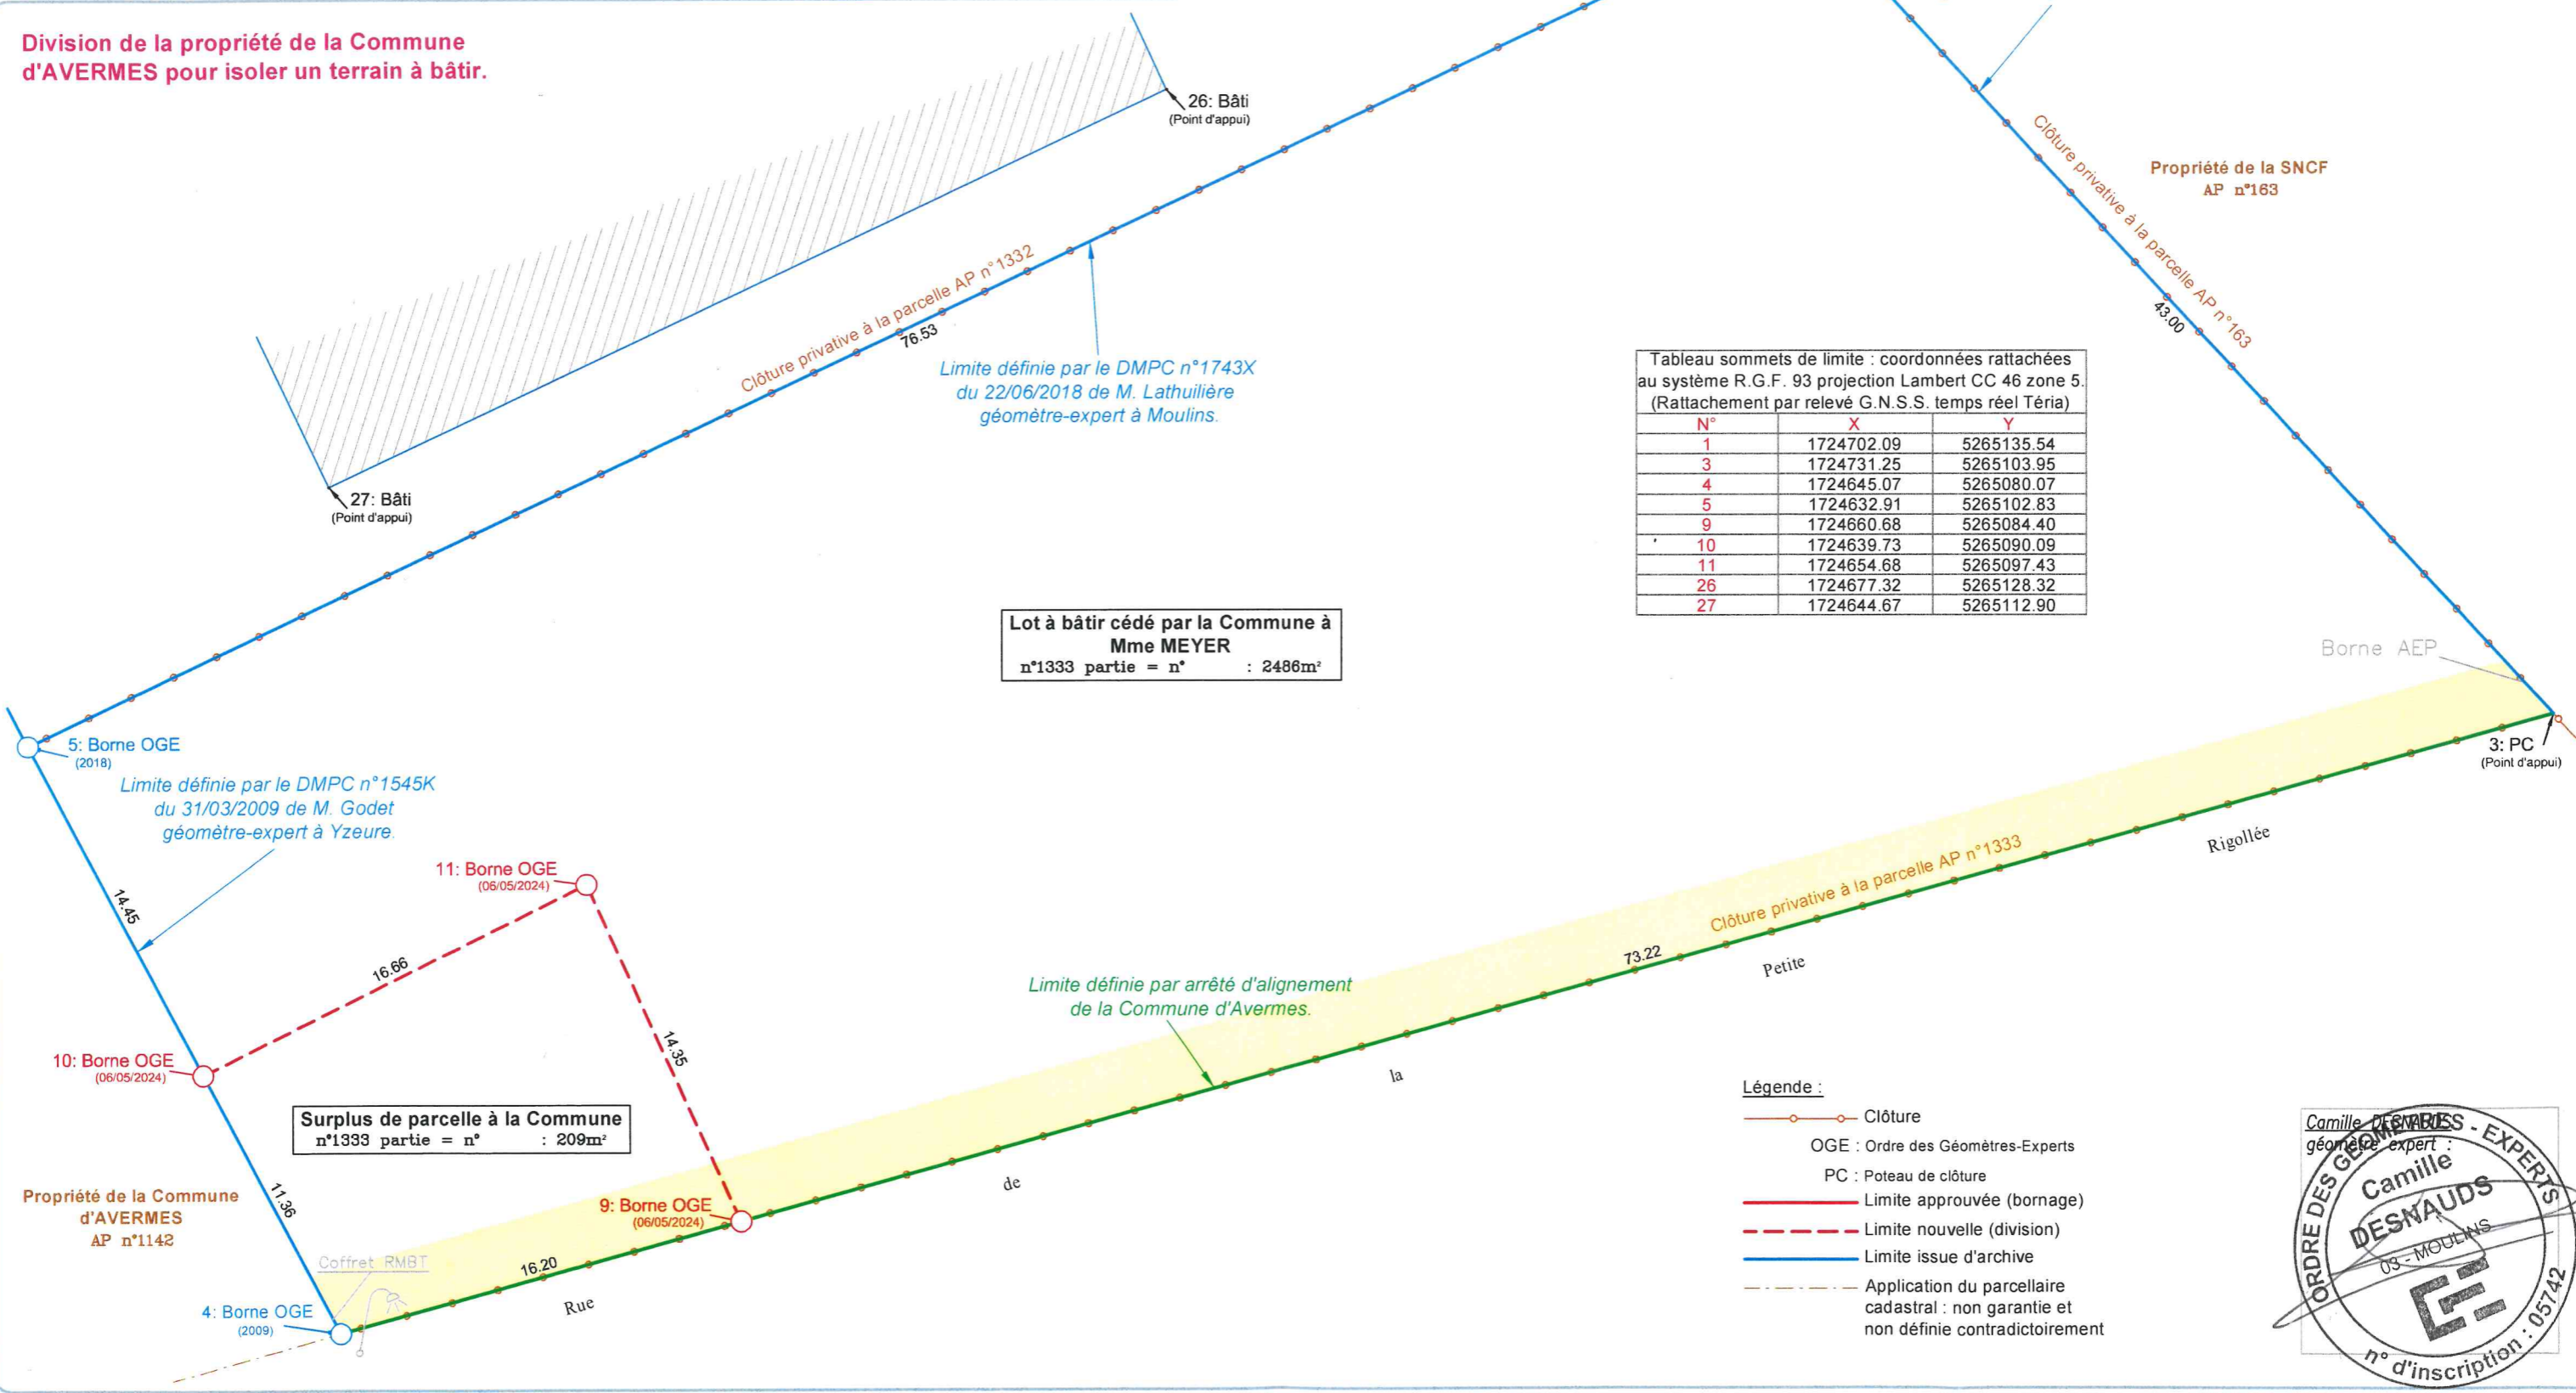 Division de la propriété de la Commune
d'AVERMES pour isoler un terrain à bâtir.
26: Bâti
(Point d'appui)
Clôture privative à la parcelle AP n°163
43.00
Propriété de la SNCF
AP n°163
Clôture privative à la parcelle AP n°1332
76.53
Limite définie par le DMPC n°1743X
du 22/06/2018 de M. Lathuilière
géomètre-expert à Moulins.
27: Bâti
(Point d'appui)
Tableau sommets de limite : coordonnées rattachées
au système R.G.F. 93 projection Lambert CC 46 zone 5.
(Rattachement par relevé G.N.S.S. temps réel Téria)
N° X Y
1 1724702.09 5265135.54
3 1724731.25 5265103.95
4 1724645.07 5265080.07
5 1724632.91 5265102.83
9 1724660.68 5265084.40
10 1724639.73 5265090.09
11 1724654.68 5265097.43
26 1724677.32 5265128.32
27 1724644.67 5265112.90
Lot à bâtir cédé par la Commune à
Mme MEYER
n°1333 partie = n° : 2486m²
Borne AEP
3: PC
(Point d'appui)
5: Borne OGE
(2018)
Limite définie par le DMPC n°1545K
du 31/03/2009 de M. Godet
géomètre-expert à Yzeure.
14.45
11: Borne OGE
(06/05/2024)
16.66
14.35
10: Borne OGE
(06/05/2024)
Surplus de parcelle à la Commune
n°1333 partie = n° : 209m²
Propriété de la Commune
d'AVERMES
AP n°1142
11.36
9: Borne OGE
(06/05/2024)
Coffret RMBT
16.20
4: Borne OGE
(2009)
Limite définie par arrêté d'alignement
de la Commune d'Avermes.
73.22
Clôture privative à la parcelle AP n°1333
Rue de la Petite Rigollée
Légende :
Clôture
OGE : Ordre des Géomètres-Experts
PC : Poteau de clôture
Limite approuvée (bornage)
Limite nouvelle (division)
Limite issue d'archive
Application du parcellaire
cadastral : non garantie et
non définie contradictoirement
Camille DESNAUDS
géomètre expert :
ORDRE DES GÉOMÈTRES - EXPERTS
Camille
DESNAUDS
03 - MOULINS
n° d'inscription : 05742